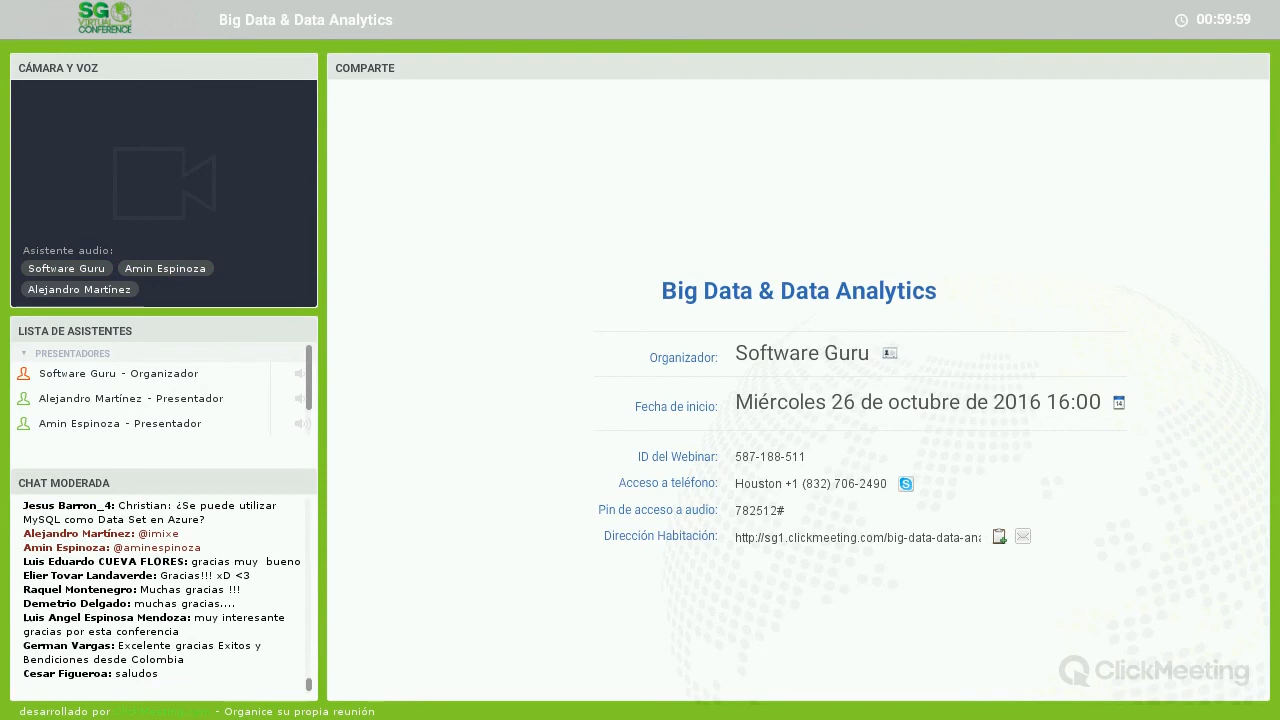 SG
VIRTUAL
CONFERENCE
Big Data & Data Analytics
00:59:59
CÁMARA Y VOZ
Asistente audio:
Software Guru
Amin Espinoza
Alejandro Martínez
LISTA DE ASISTENTES
PRESENTADORES
Software Guru - Organizador
Alejandro Martínez - Presentador
Amin Espinoza - Presentador
CHAT MODERADA
Jesus Barron_4: Christian: ¿Se puede utilizar
MySQL como Data Set en Azure?
Alejandro Martínez: @imixe
Amin Espinoza: @aminespinoza
Luis Eduardo CUEVA FLORES: gracias muy bueno
Elier Tovar Landaverde: Gracias!!! xD <3
Raquel Montenegro: Muchas gracias !!!
Demetrio Delgado: muchas gracias....
Luis Angel Espinosa Mendoza: muy interesante
gracias por esta conferencia
German Vargas: Excelente gracias Exitos y
Bendiciones desde Colombia
Cesar Figueroa: saludos
desarrollado por - Organice su propia reunión
COMPARTE
Big Data & Data Analytics
Organizador: Software Guru
Fecha de inicio: Miércoles 26 de octubre de 2016 16:00
14
ID del Webinar: 587-188-511
Acceso a teléfono: Houston +1 (832) 706-2490
Pin de acceso a audio: 782512#
Dirección Habitación: http://sg1.clickmeeting.com/big-data-data-ana
ClickMeeting